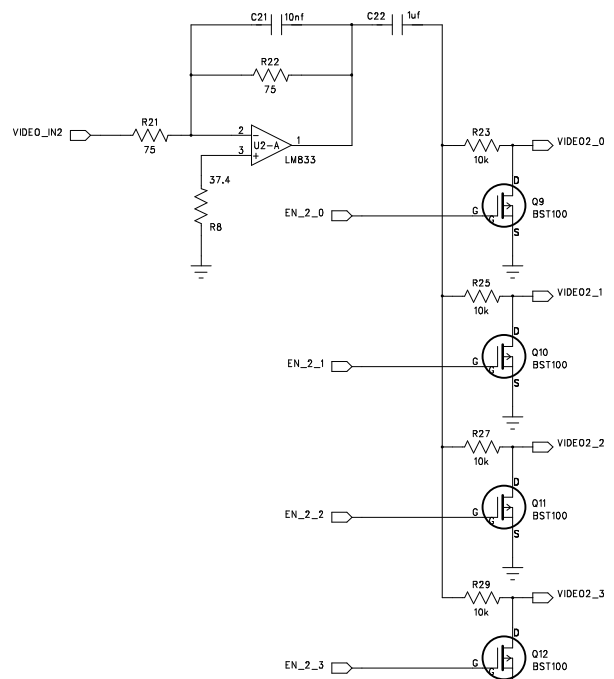 C21 10nf C22 1uf
R22
75
R21
VIDEO_IN2
75
2 - 1
U2-A
3 +
LM833
37.4
R8
R23 VIDEO2_0
10k
D
Q9
EN_2_0 G G BST100
S
R25 VIDEO2_1
10k
D
Q10
EN_2_1 G G BST100
S
R27 VIDEO2_2
10k
D
Q11
EN_2_2 G G BST100
S
R29 VIDEO2_3
10k
D
Q12
EN_2_3 G G BST100